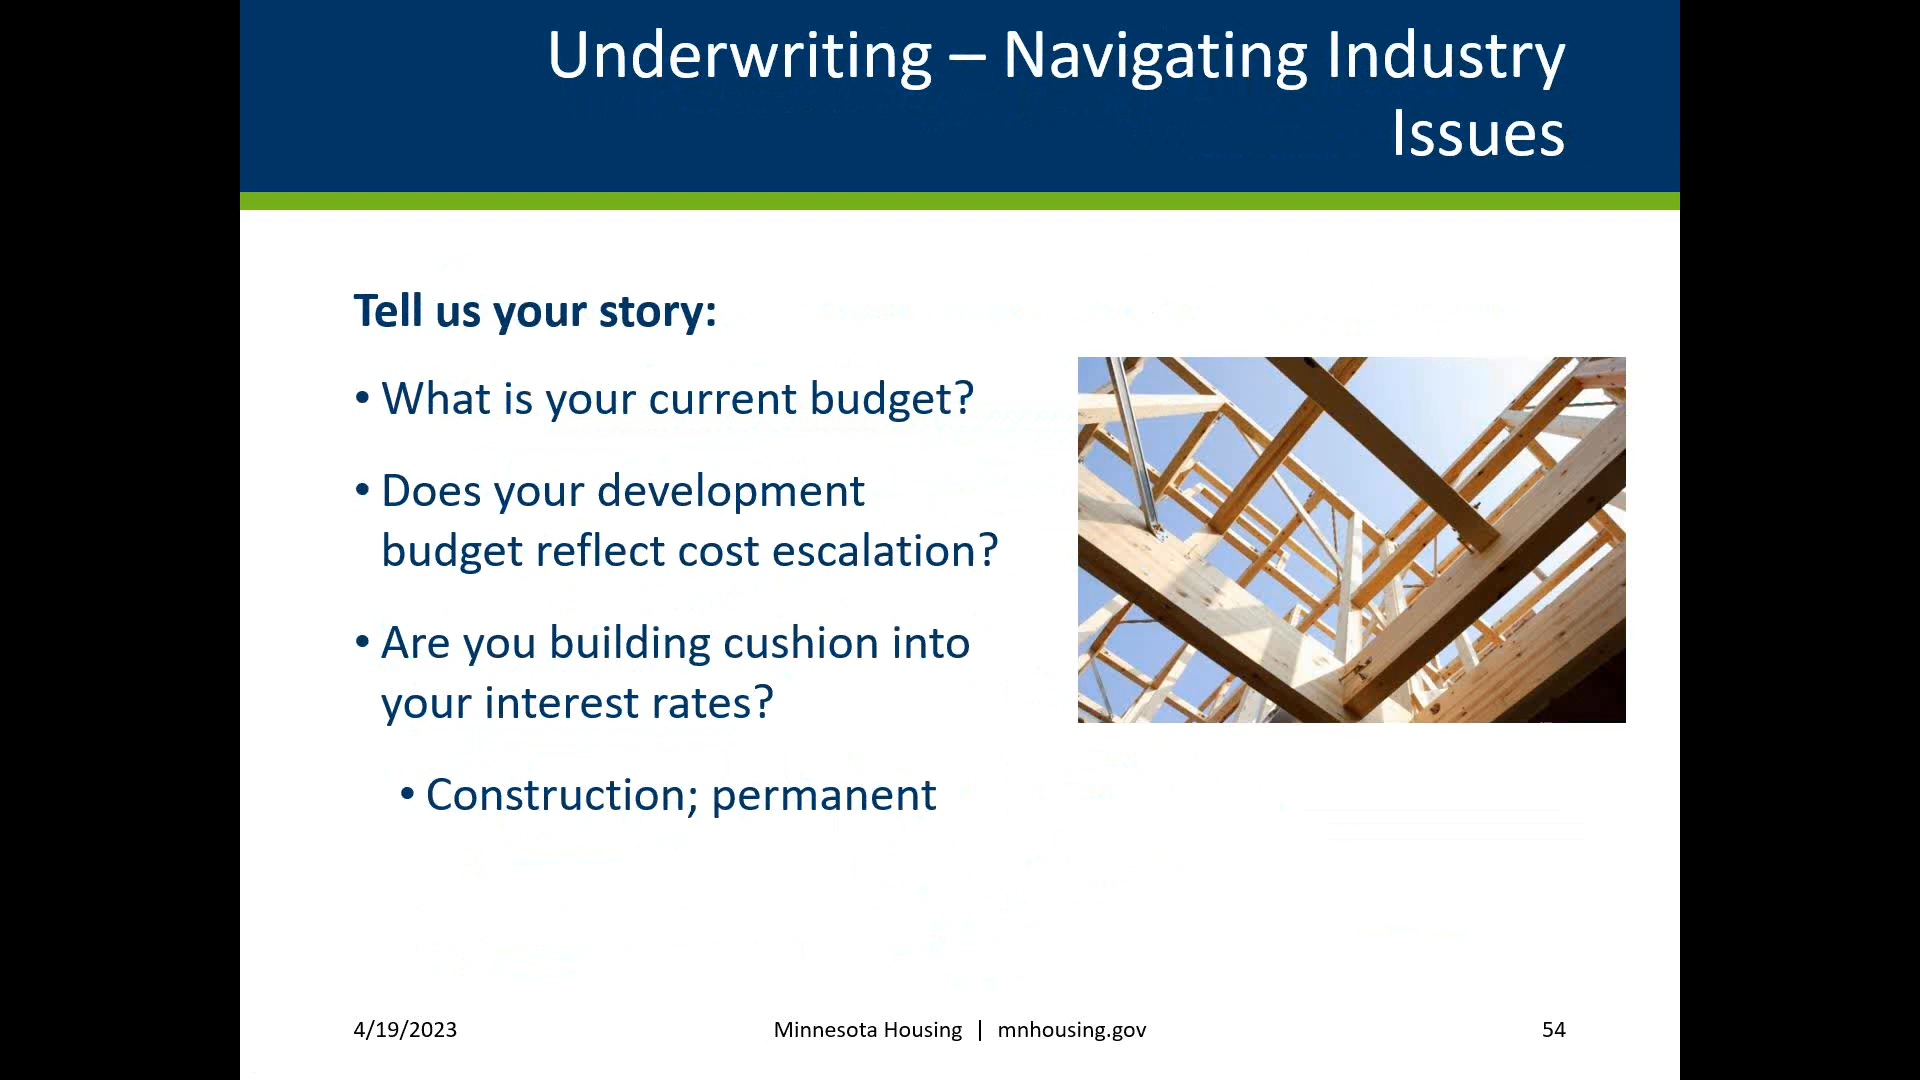 Underwriting – Navigating Industry
Issues
Tell us your story:
• What is your current budget?
• Does your development
budget reflect cost escalation?
• Are you building cushion into
your interest rates?
• Construction; permanent
4/19/2023
Minnesota Housing | mnhousing.gov
54